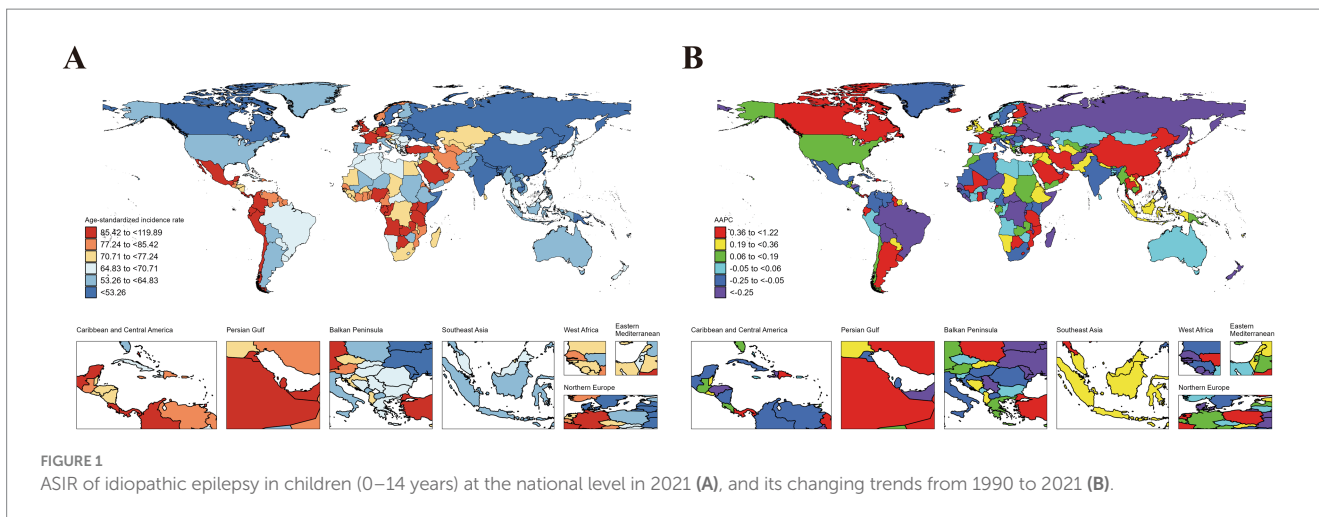 A
B
Age-standardized incidence rate
85.42 to <119.89
77.24 to <85.42
70.71 to <77.24
64.83 to <70.71
53.26 to <64.83
<53.26
AAPC
0.36 to <1.22
0.19 to <0.36
0.06 to <0.19
-0.05 to <0.06
-0.25 to <-0.05
<-0.25
Caribbean and Central America
Persian Gulf
Balkan Peninsula
Southeast Asia
West Africa
Eastern
Mediterranean
Northern Europe
Caribbean and Central America
Persian Gulf
Balkan Peninsula
Southeast Asia
West Africa
Eastern
Mediterranean
Northern Europe
FIGURE 1
ASIR of idiopathic epilepsy in children (0–14 years) at the national level in 2021 (A), and its changing trends from 1990 to 2021 (B).